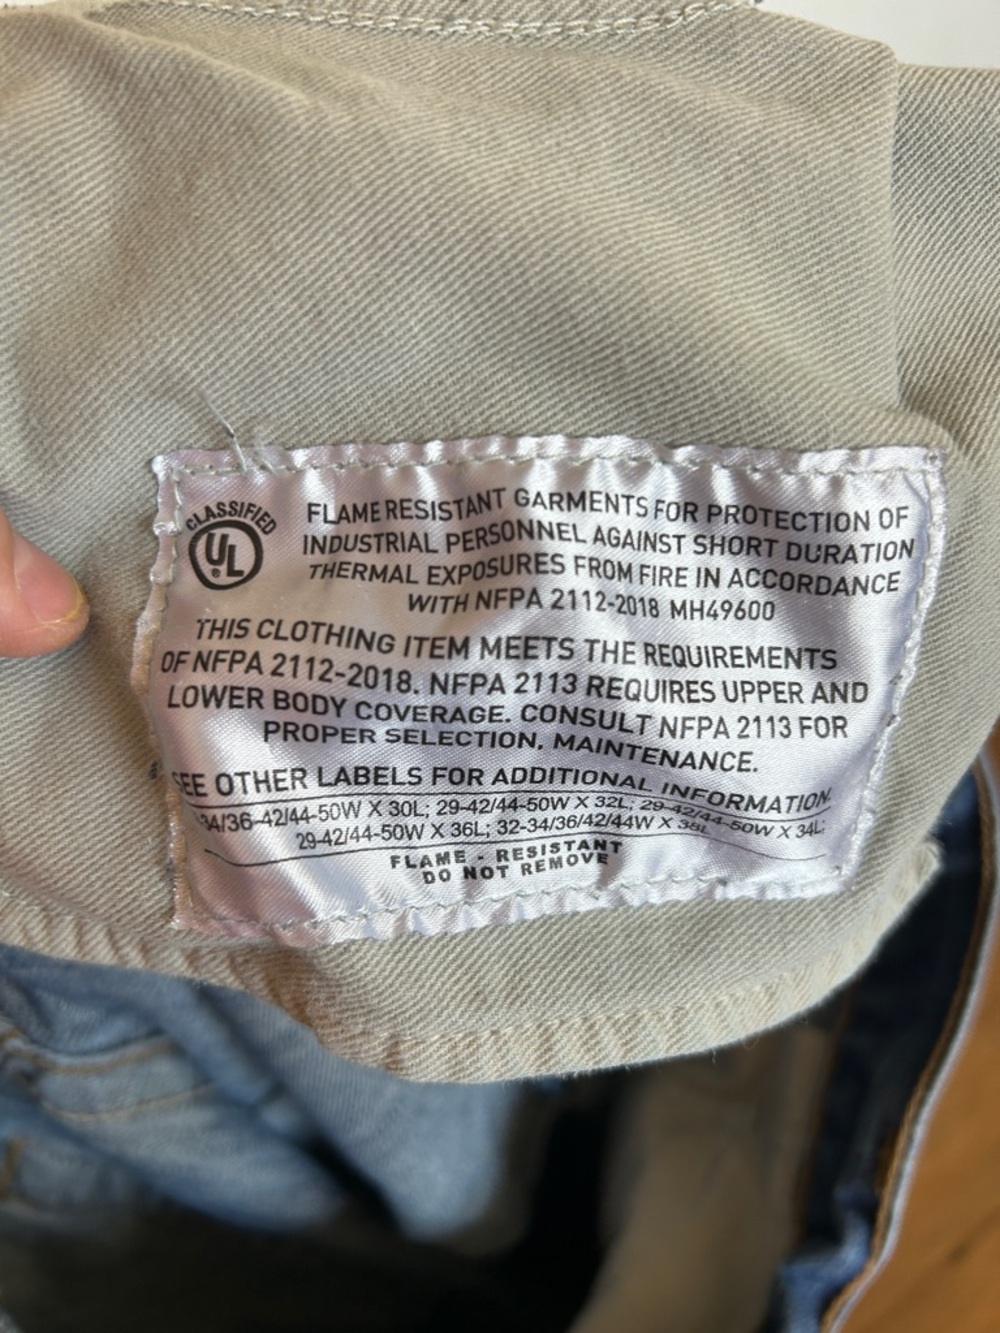 CLASSIFIED
UL
FLAME RESISTANT GARMENTS FOR PROTECTION OF
INDUSTRIAL PERSONNEL AGAINST SHORT DURATION
THERMAL EXPOSURES FROM FIRE IN ACCORDANCE
WITH NFPA 2112-2018 MH49600
THIS CLOTHING ITEM MEETS THE REQUIREMENTS
OF NFPA 2112-2018. NFPA 2113 REQUIRES UPPER AND
LOWER BODY COVERAGE. CONSULT NFPA 2113 FOR
PROPER SELECTION, MAINTENANCE.
SEE OTHER LABELS FOR ADDITIONAL INFORMATION.
34/36-42/44-50W X 30L; 29-42/44-50W X 32L; 29-42/44-50W X 34L;
29-42/44-50W X 36L; 32-34/36/42/44W X 38L
FLAME - RESISTANT
DO NOT REMOVE